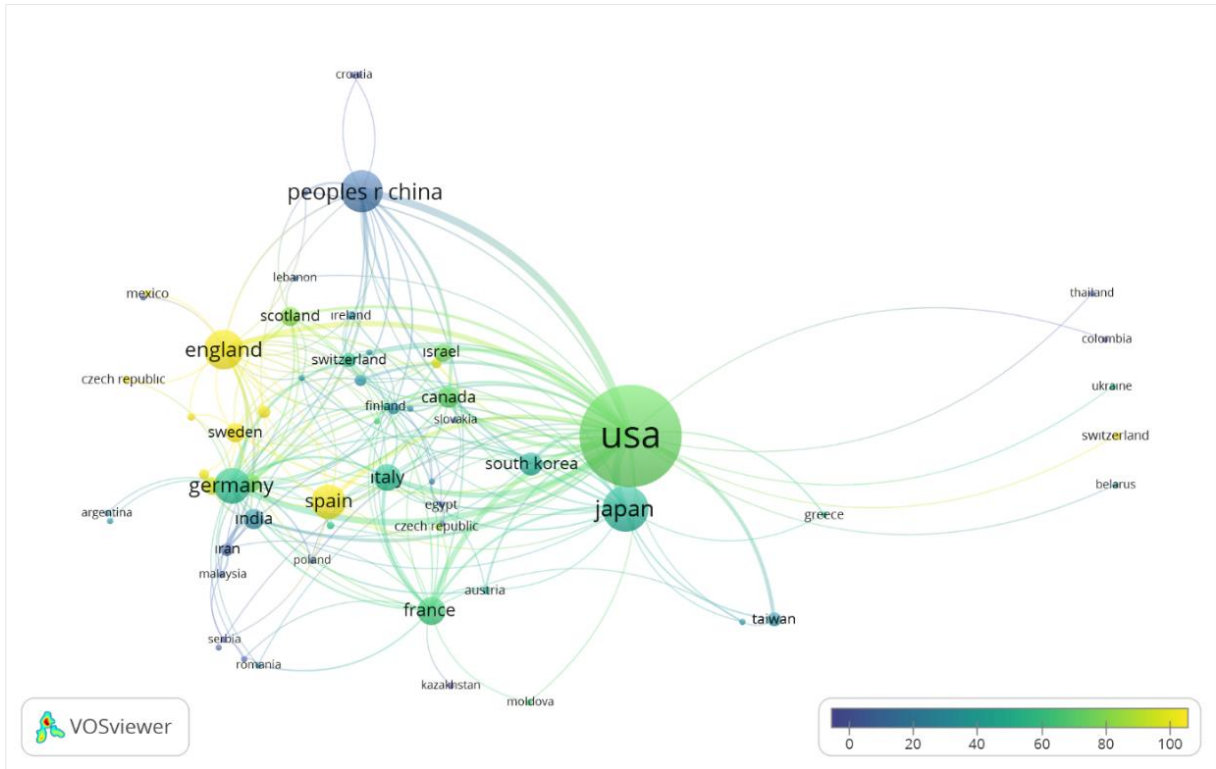 croatia
peoples r china
lebanon
mexico
thailand
scotland
ireland
colombia
england
switzerland
israel
czech republic
ukraine
canada
finland
slovakia
sweden
usa
switzerland
south korea
italy
germany
belarus
spain
egypt
japan
argentina
india
czech republic
greece
iran
poland
malaysia
austria
france
taiwan
serbia
romania
kazakhstan
moldova
VOSviewer
0 20 40 60 80 100